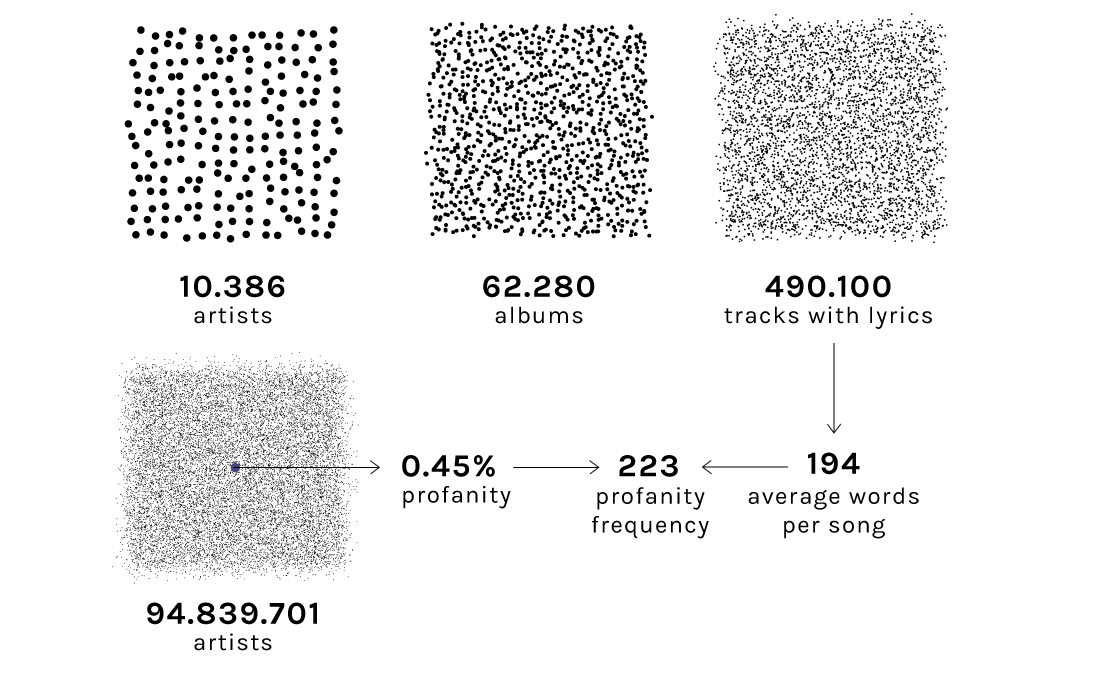 10.386
artists
62.280
albums
490.100
tracks with lyrics
0.45%
profanity
223
profanity
frequency
194
average words
per song
94.839.701
artists